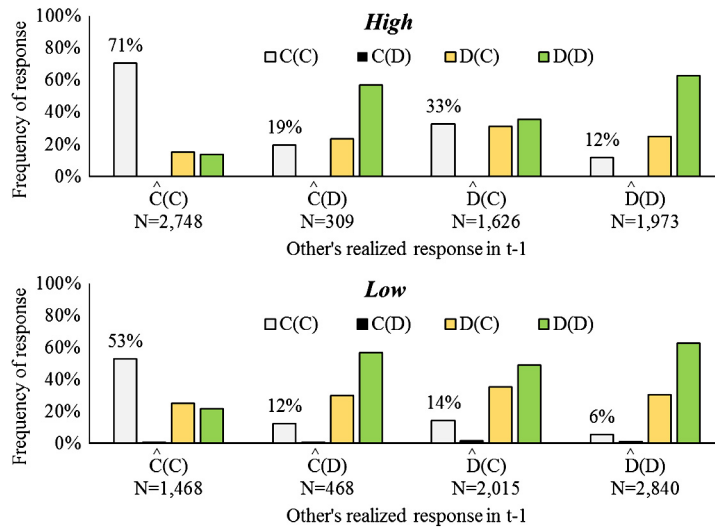 High
Frequency of response
100%
80%
60%
40%
20%
0%
C(C) C(D) D(C) D(D)
71%
19%
33%
12%
Ĉ(C) Ĉ(D) D̂(C) D̂(D)
N=2,748 N=309 N=1,626 N=1,973
Other's realized response in t-1
Low
Frequency of response
100%
80%
60%
40%
20%
0%
C(C) C(D) D(C) D(D)
53%
12%
14%
6%
Ĉ(C) Ĉ(D) D̂(C) D̂(D)
N=1,468 N=468 N=2,015 N=2,840
Other's realized response in t-1